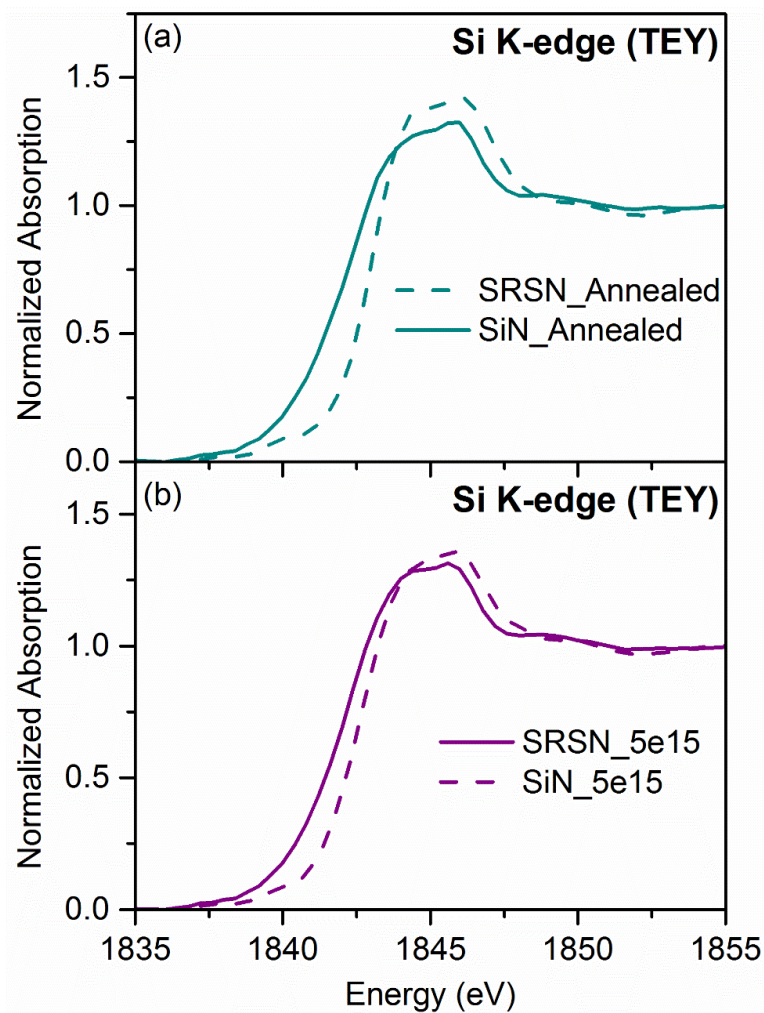 (a)
Si K-edge (TEY)
1.5
1.0
0.5
0.0
Normalized Absorption
SRSN_Annealed
SiN_Annealed
(b)
Si K-edge (TEY)
1.5
1.0
0.5
0.0
Normalized Absorption
SRSN_5e15
SiN_5e15
1835 1840 1845 1850 1855
Energy (eV)